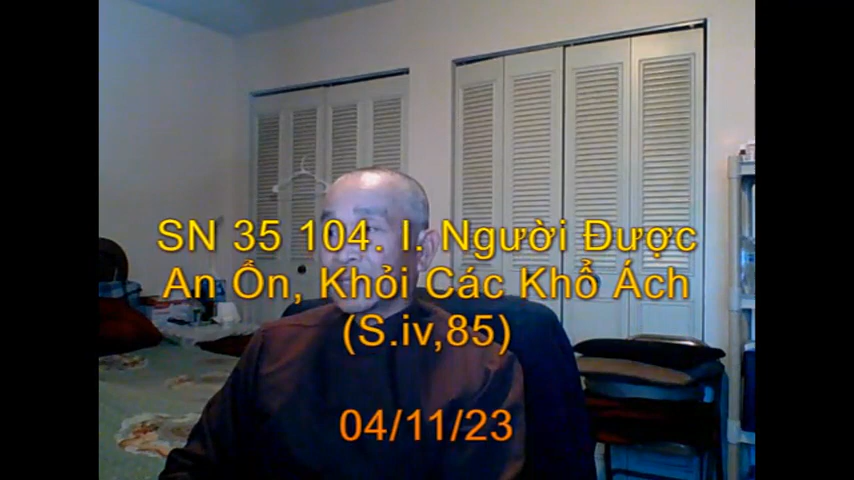 SN 35 104. I. Người Được
An Ổn, Khỏi Các Khổ Ách
(S.iv,85)
04/11/23